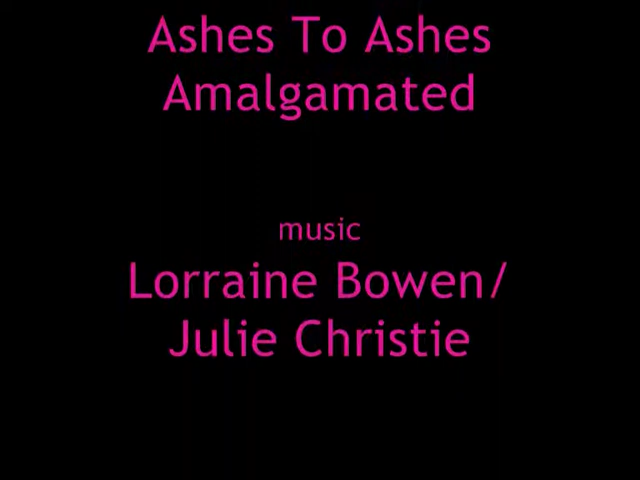 Ashes To Ashes
Amalgamated
music
Lorraine Bowen/
Julie Christie